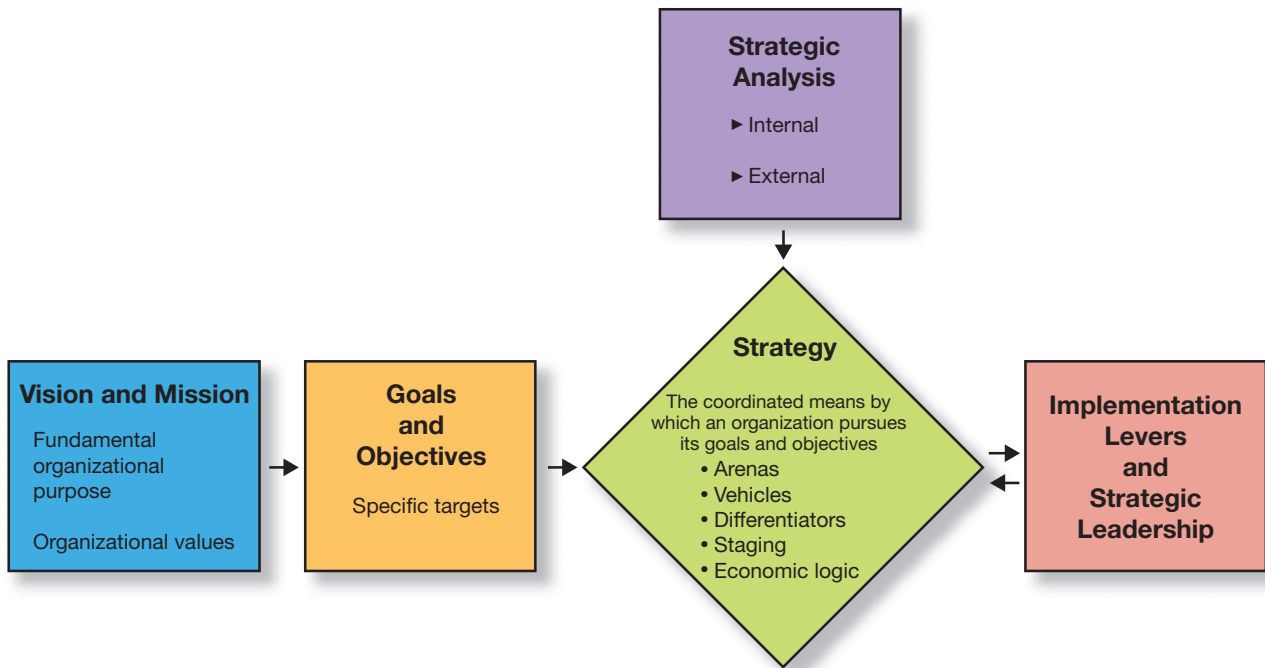 Strategic
Analysis
► Internal
► External
Vision and Mission
Fundamental
organizational
purpose
Organizational values
Goals
and
Objectives
Specific targets
Strategy
The coordinated means by
which an organization pursues
its goals and objectives
• Arenas
• Vehicles
• Differentiators
• Staging
• Economic logic
Implementation
Levers
and
Strategic
Leadership